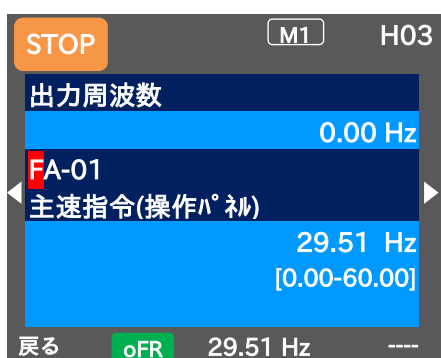 STOP M1 H03
出力周波数
0.00 Hz
FA-01
主速指令(操作ﾊﾟﾈﾙ)
29.51 Hz
[0.00-60.00]
戻る oFR 29.51 Hz ----